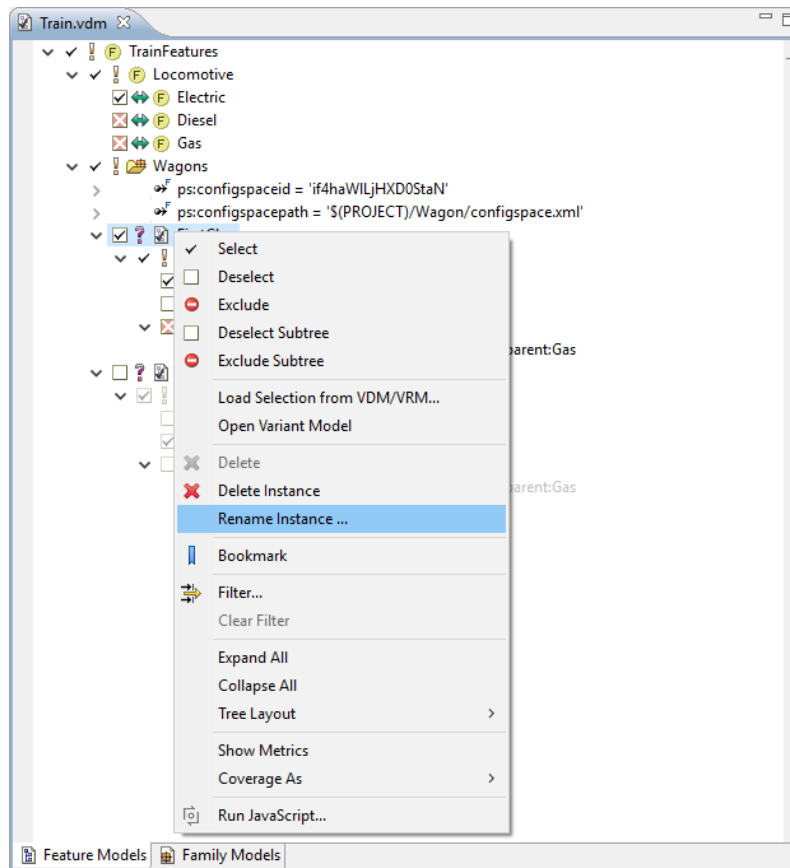 Train.vdm
TrainFeatures
Locomotive
Electric
Diesel
Gas
Wagons
ps:configspaceid = 'if4haWILjHXD0StaN'
ps:configspacepath = '$(PROJECT)/Wagon/configspace.xml'
Select
Deselect
Exclude
Deselect Subtree
parent:Gas
Exclude Subtree
Load Selection from VDM/VRM...
Open Variant Model
Delete
Delete Instance
parent:Gas
Rename Instance ...
Bookmark
Filter...
Clear Filter
Expand All
Collapse All
Tree Layout
Show Metrics
Coverage As
Run JavaScript...
Feature Models
Family Models